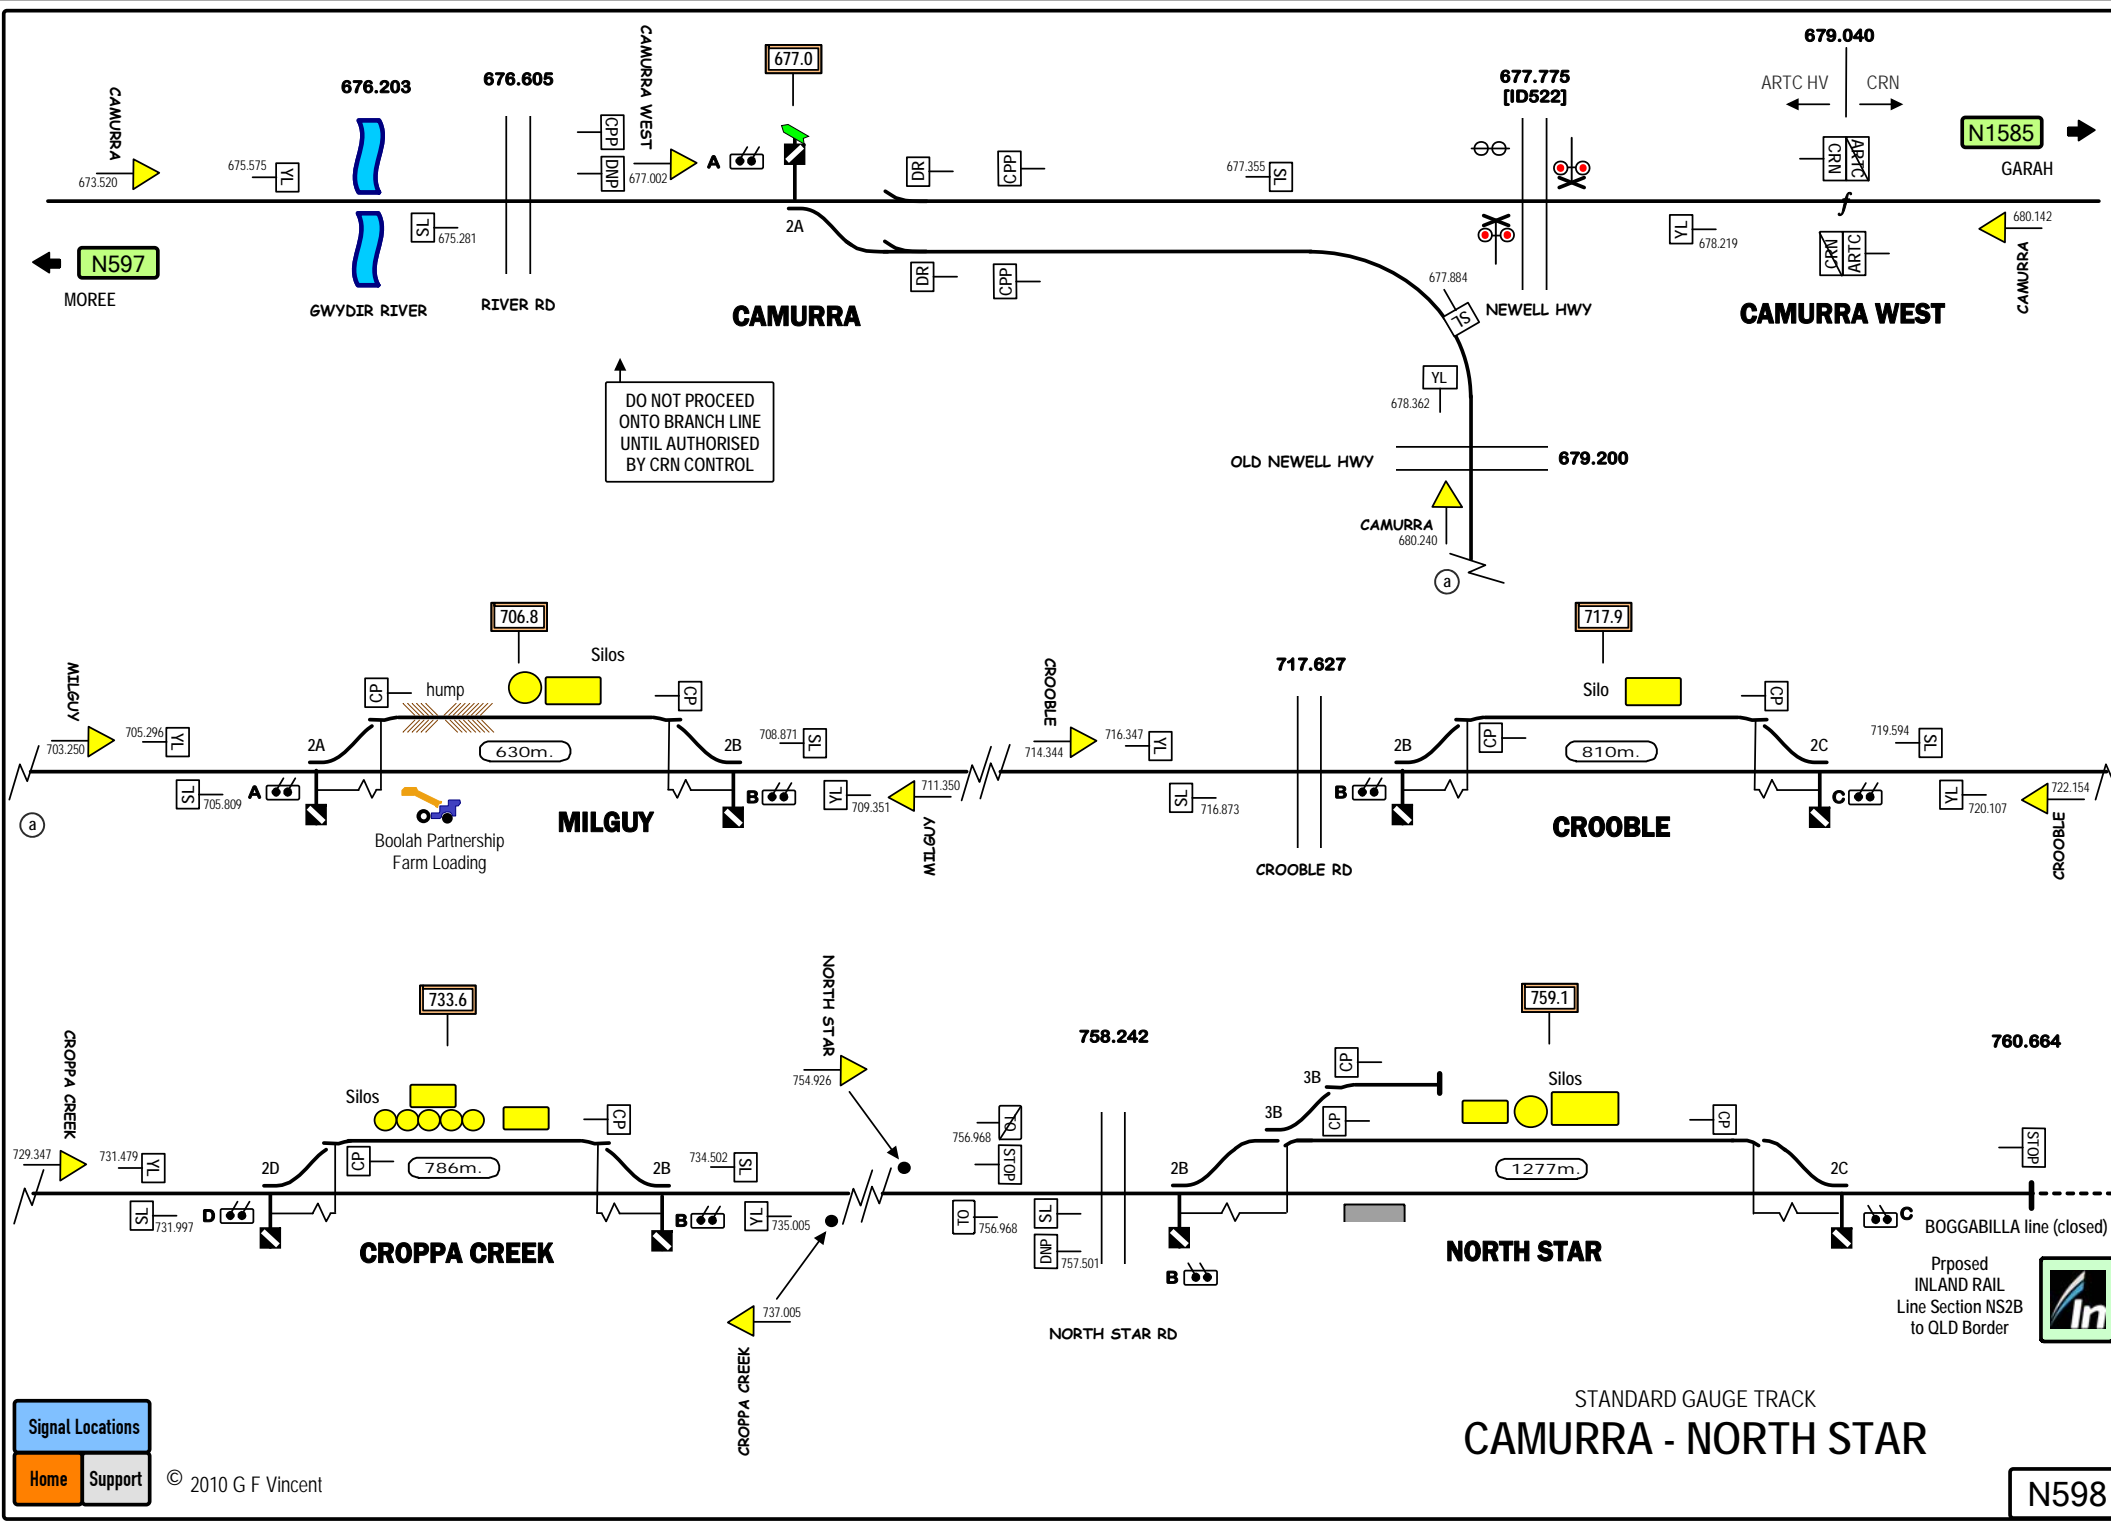 677.0
679.040
676.203
676.605
677.775
[ID522]
ARTC HV
CRN
CAMURRA
673.520
675.575
YL
CPP
DNP
CAMURRA WEST
677.002
A
DR
CPP
677.355
SL
CRN
ARTC
N1585
GARAH
SL
675.281
2A
YL
678.219
CRN
ARTC
680.142
CAMURRA
N597
MOREE
GWYDIR RIVER
RIVER RD
CAMURRA
DR
CPP
677.884
SL
NEWELL HWY
CAMURRA WEST
DO NOT PROCEED
ONTO BRANCH LINE
UNTIL AUTHORISED
BY CRN CONTROL
YL
678.362
OLD NEWELL HWY
679.200
CAMURRA
680.240
a
706.8
717.9
Silos
717.627
MILGUY
703.250
705.296
YL
CP
hump
CP
CROOBLE
714.344
716.347
YL
Silo
CP
2A
630m.
2B
708.871
SL
2B
CP
810m.
2C
719.594
SL
SL
705.809
A
B
YL
709.351
711.350
MILGUY
SL
716.873
B
C
YL
720.107
722.154
CROOBLE
a
Boolah Partnership
Farm Loading
MILGUY
CROOBLE RD
CROOBLE
733.6
759.1
NORTH STAR
754.926
758.242
760.664
CROPPA CREEK
729.347
731.479
YL
Silos
CP
TO
756.968
STOP
3B
CP
3B
CP
Silos
CP
STOP
2D
CP
786m.
2B
734.502
SL
2B
1277m.
2C
SL
731.997
D
B
YL
735.005
TO
756.968
SL
DNP
757.501
B
C
CROPPA CREEK
NORTH STAR
BOGGABILLA line (closed)
737.005
CROPPA CREEK
NORTH STAR RD
Prposed
INLAND RAIL
Line Section NS2B
to QLD Border
In
STANDARD GAUGE TRACK
CAMURRA - NORTH STAR
Signal Locations
Home
Support
© 2010 G F Vincent
N598